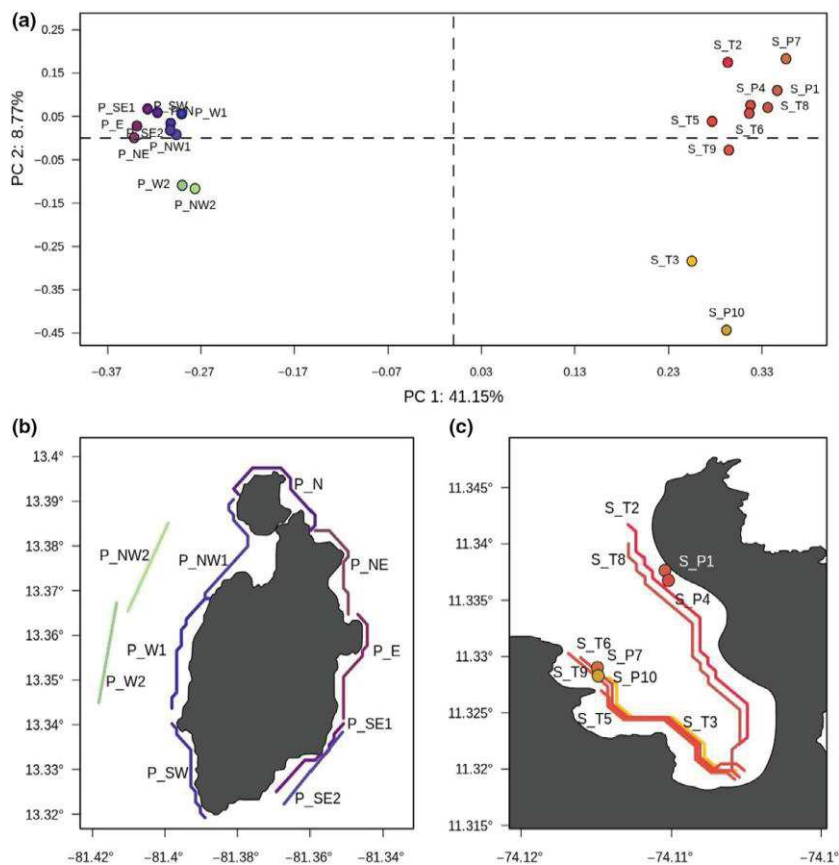 (a)
PC 2: 8.77%
0.25
0.15
0.05
−0.05
−0.15
−0.25
−0.35
−0.45
S_T2
S_P7
S_P4
S_P1
S_T8
S_T5
S_T6
S_T9
S_T3
S_P10
P_SE1
P_SW
P_N
P_W1
P_E
P_SE2
P_NE
P_NW1
P_W2
P_NW2
−0.37
−0.27
−0.17
−0.07
0.03
0.13
0.23
0.33
PC 1: 41.15%
(b)
13.4°
13.39°
13.38°
13.37°
13.36°
13.35°
13.34°
13.33°
13.32°
P_N
P_NW2
P_NW1
P_NE
P_W1
P_E
P_W2
P_SE1
P_SW
P_SE2
−81.42°
−81.4°
−81.38°
−81.36°
−81.34°
(c)
11.345°
11.34°
11.335°
11.33°
11.325°
11.32°
11.315°
S_T2
S_T8
S_P1
S_P4
S_T6
S_P7
S_T9
S_P10
S_T5
S_T3
−74.12°
−74.11°
−74.1°